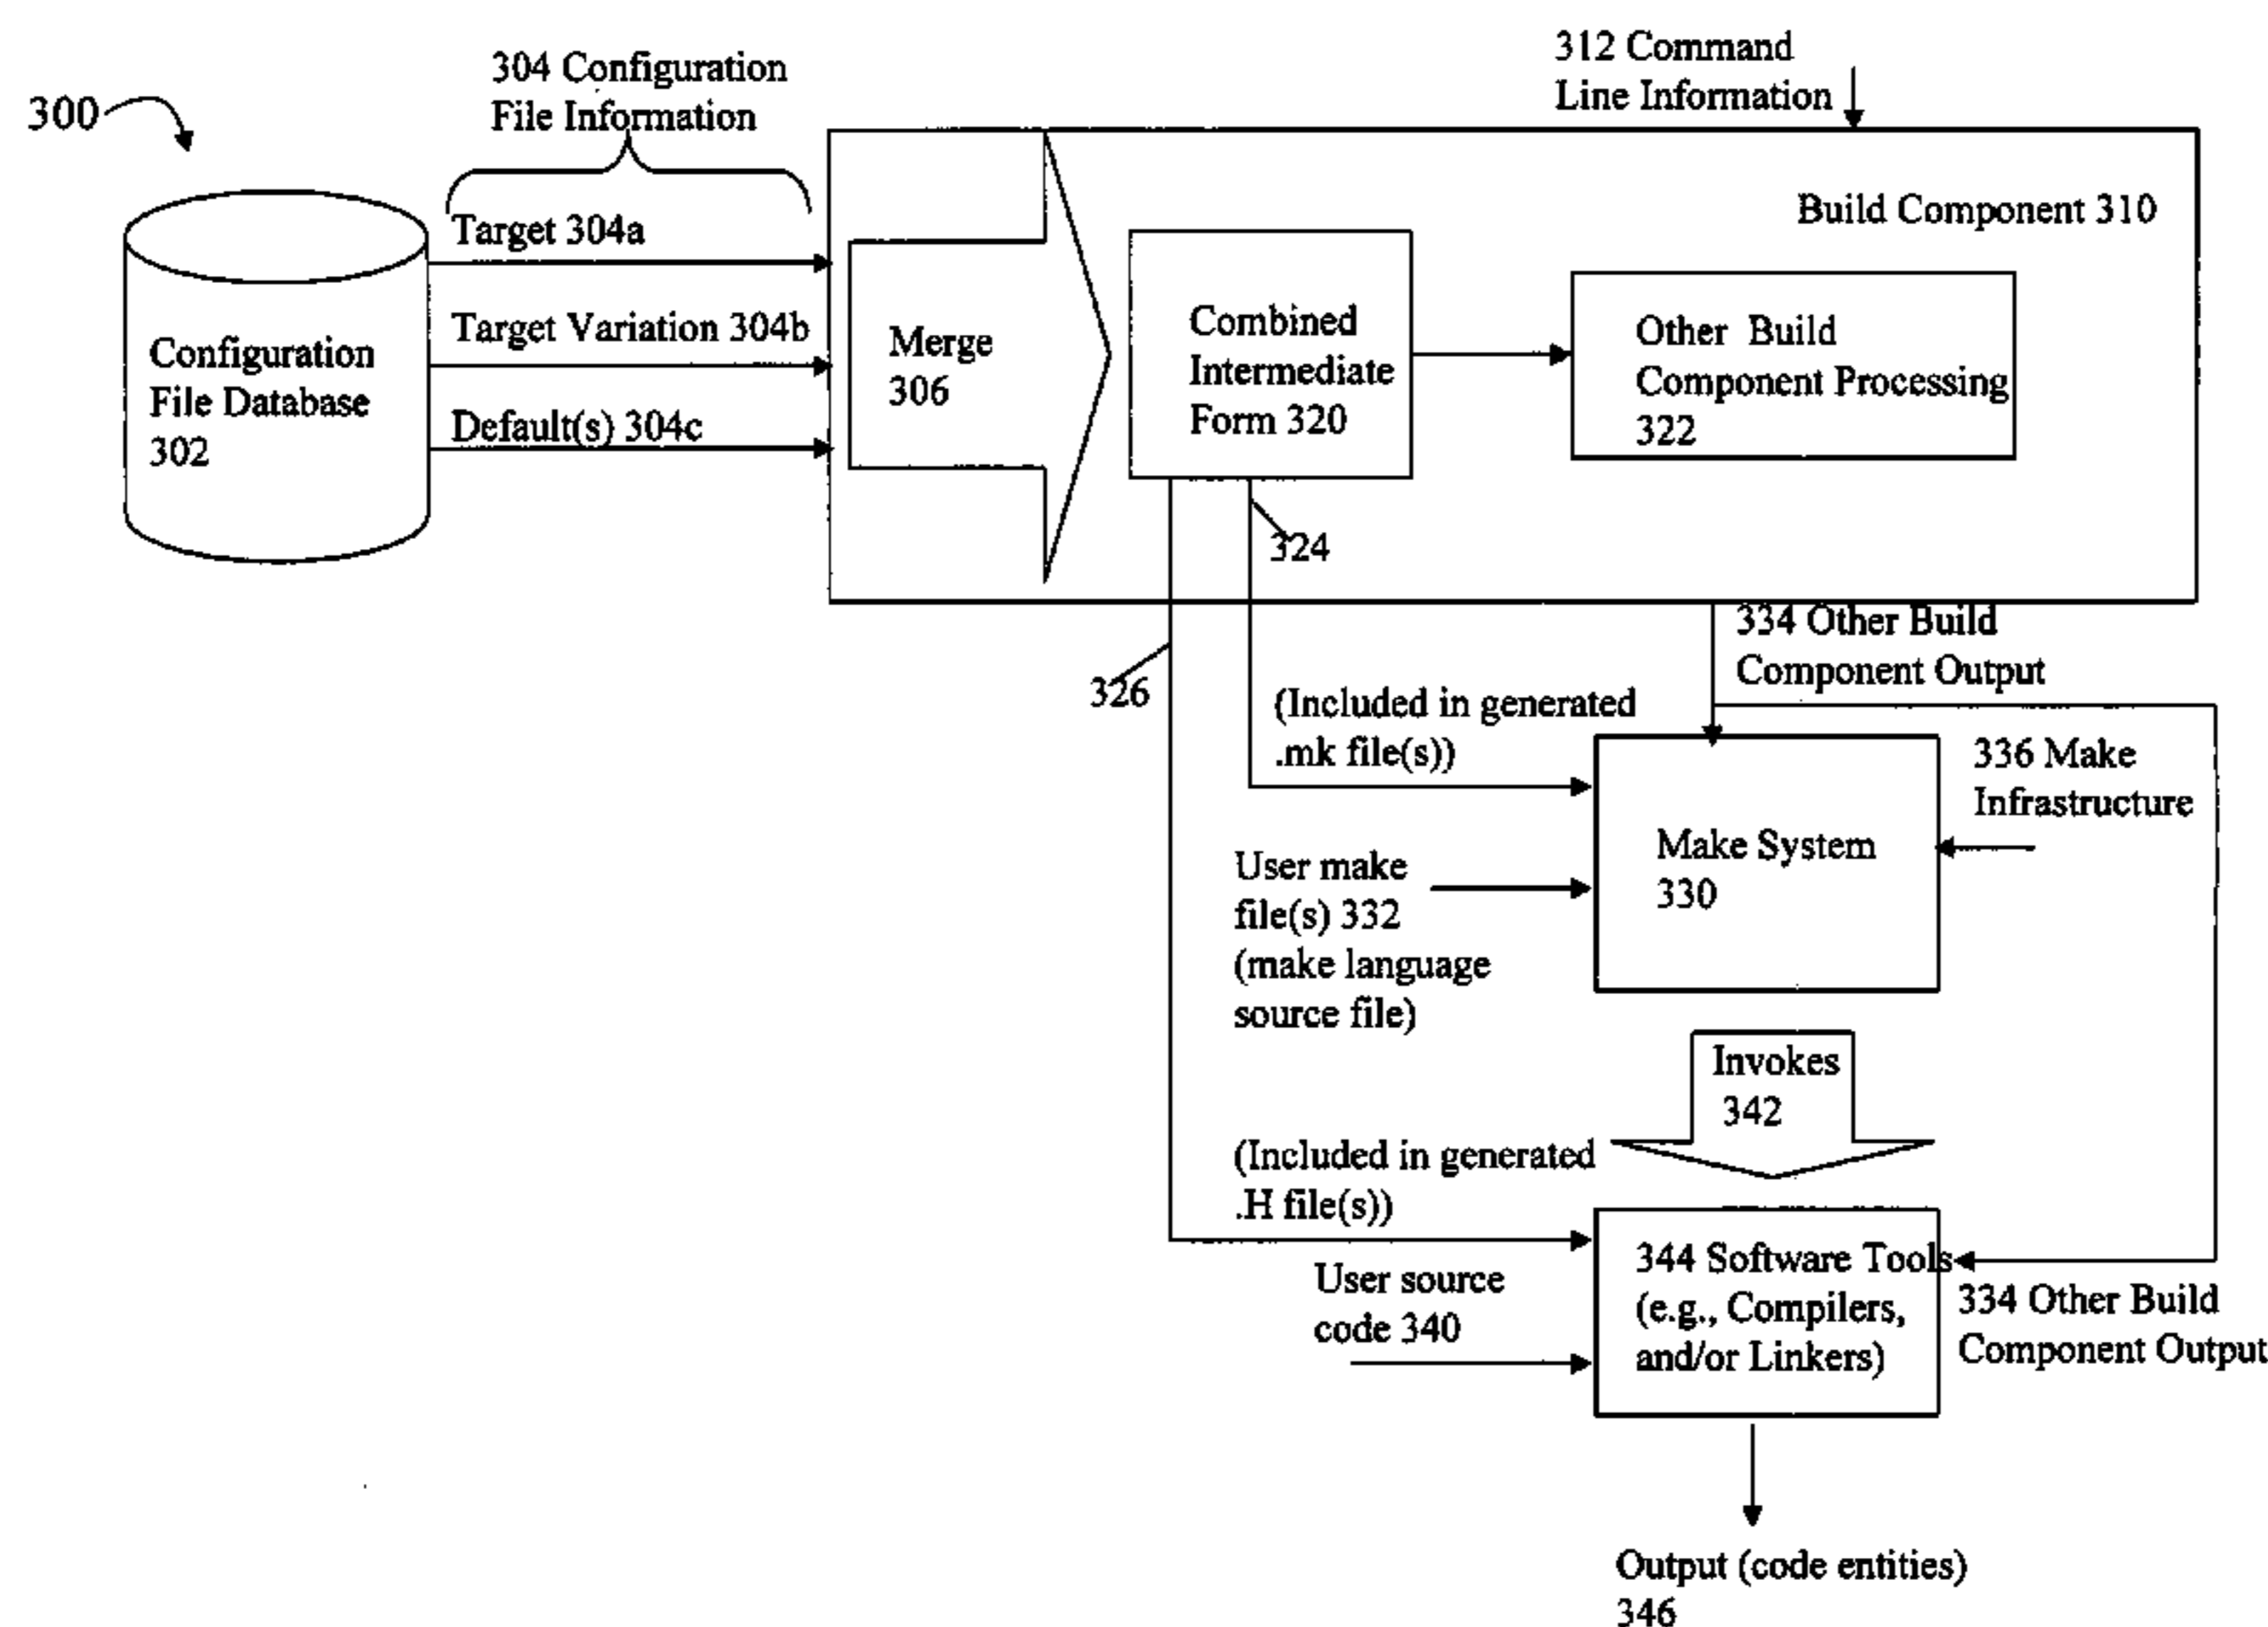 300
304 Configuration
File Information
312 Command
Line Information
Build Component 310
Target 304a
Target Variation 304b
Default(s) 304c
Configuration
File Database
302
Merge
306
Combined
Intermediate
Form 320
Other Build
Component Processing
322
324
326
334 Other Build
Component Output
(Included in generated
.mk file(s))
336 Make
Infrastructure
Make System
330
User make
file(s) 332
(make language
source file)
Invokes
342
(Included in generated
.H file(s))
User source
code 340
344 Software Tools
(e.g., Compilers,
and/or Linkers)
334 Other Build
Component Output
Output (code entities)
346